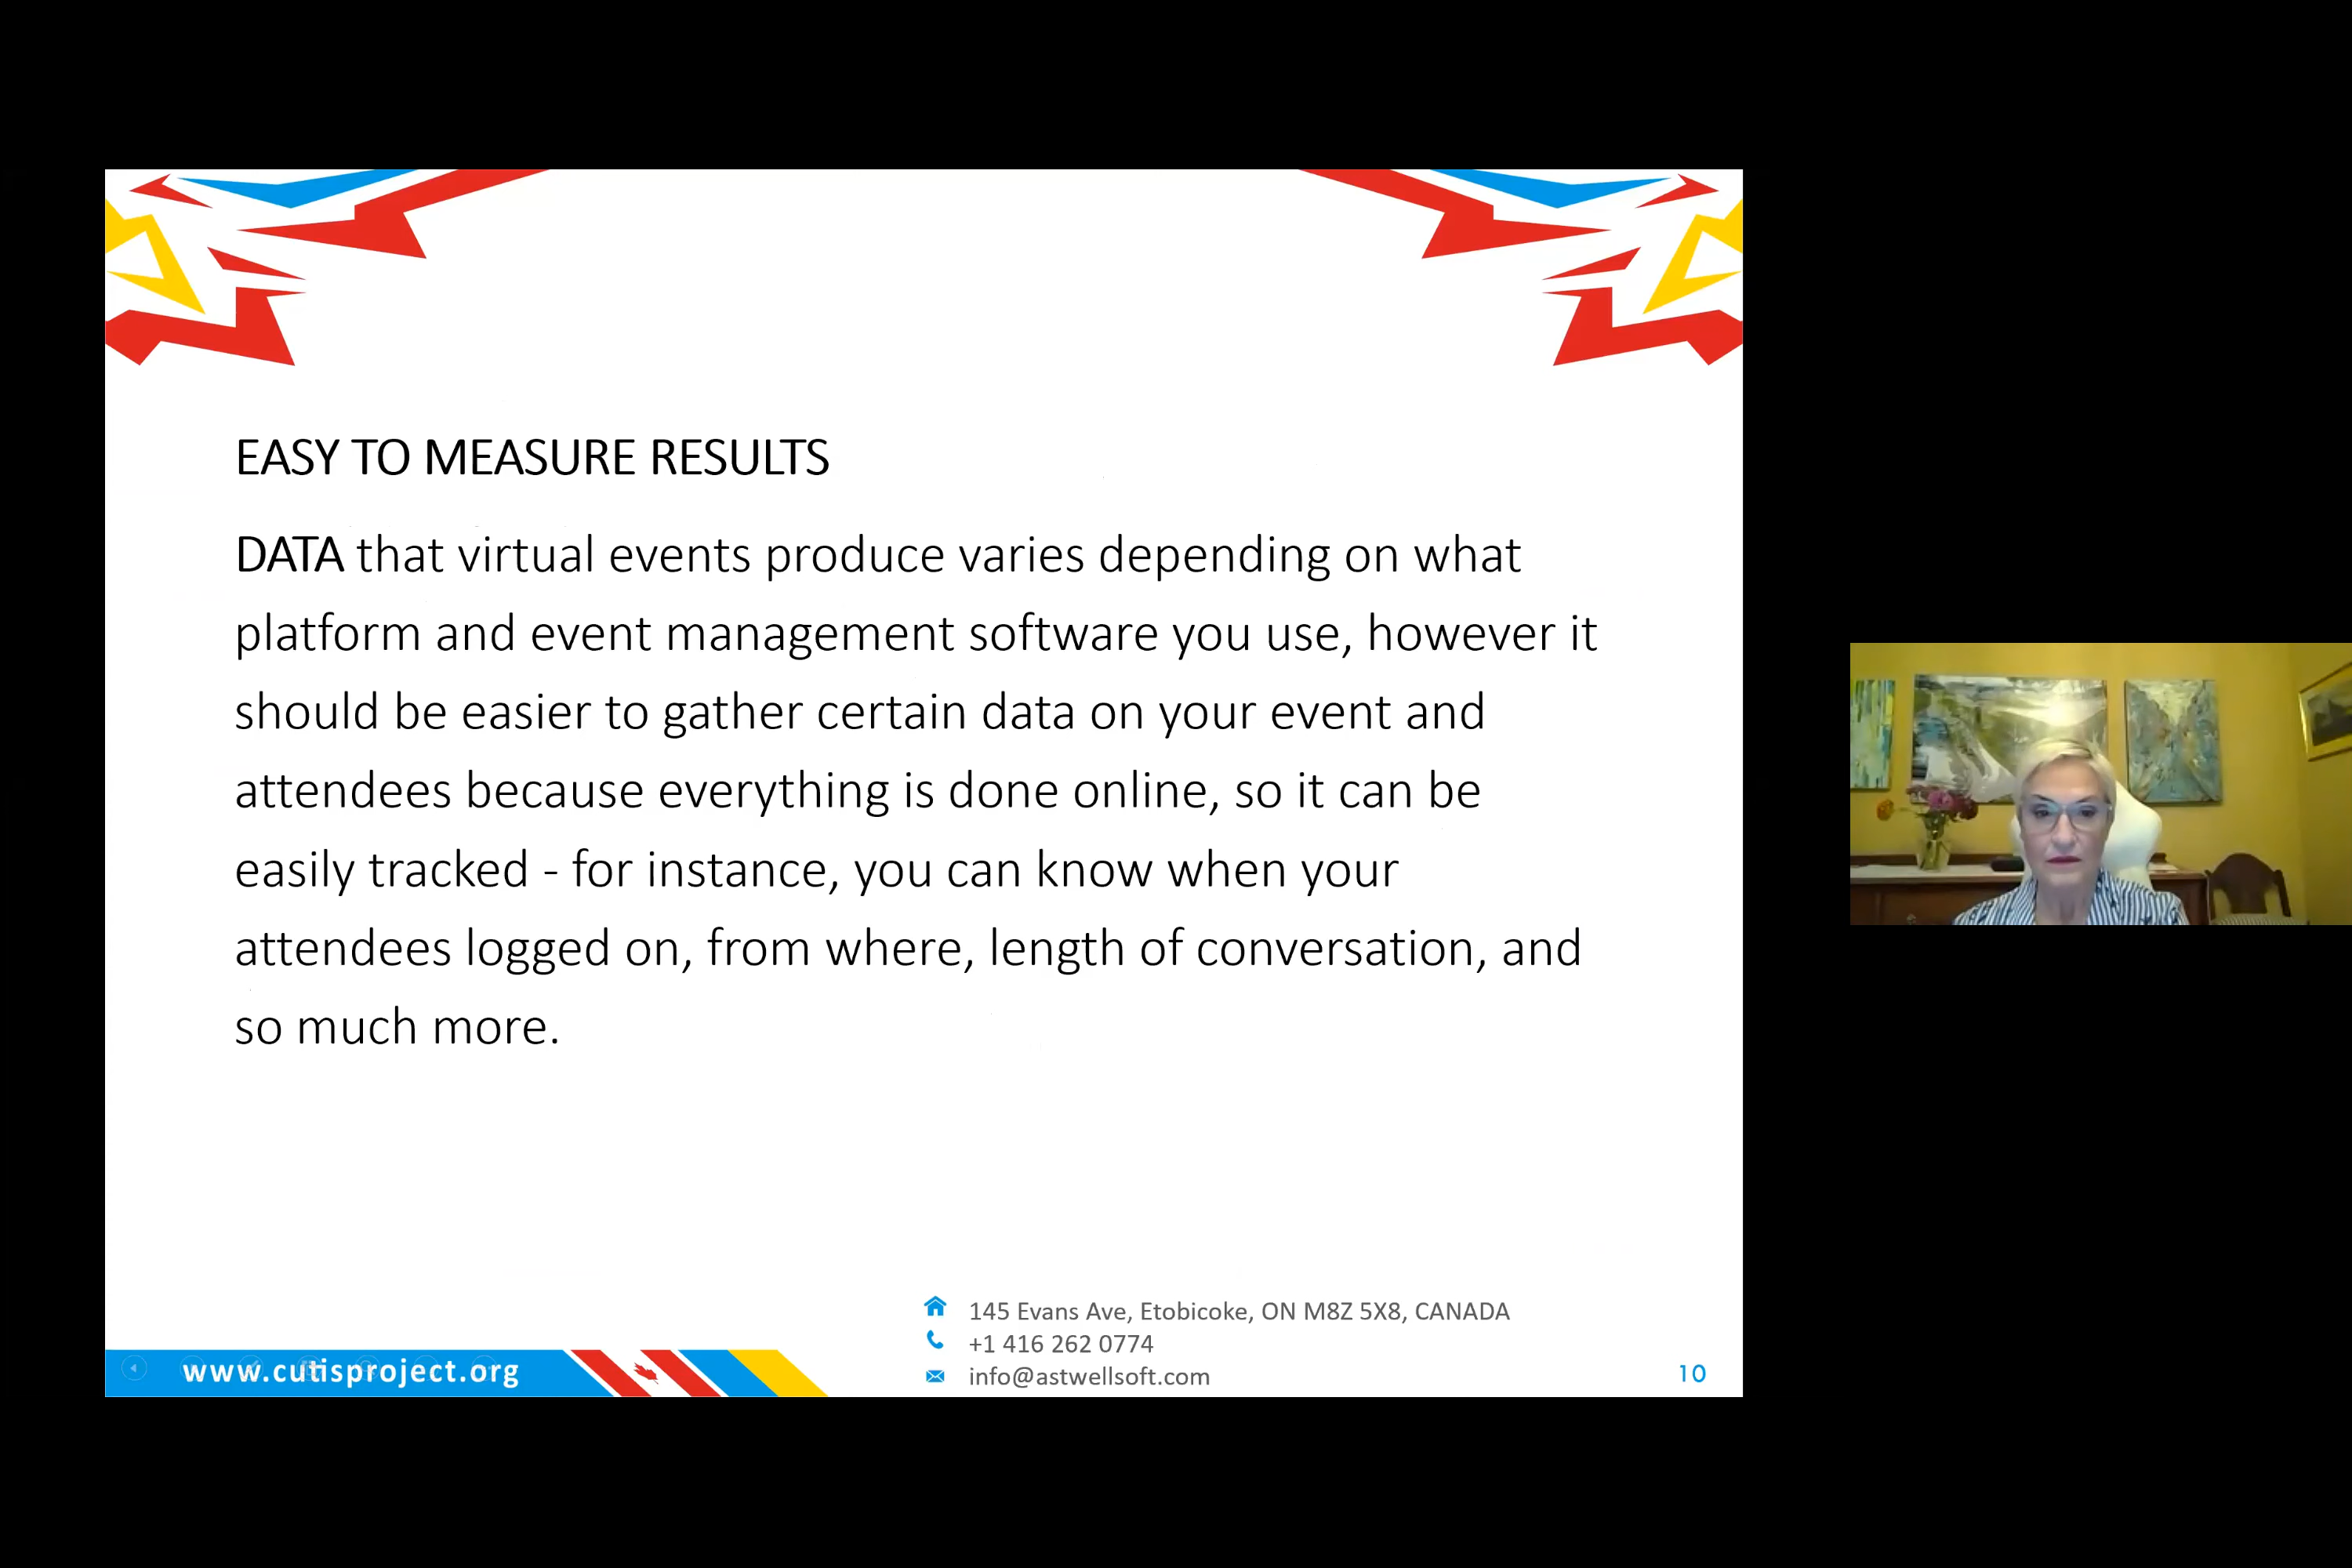 EASY TO MEASURE RESULTS
DATA that virtual events produce varies depending on what
platform and event management software you use, however it
should be easier to gather certain data on your event and
attendees because everything is done online, so it can be
easily tracked - for instance, you can know when your
attendees logged on, from where, length of conversation, and
so much more.
145 Evans Ave, Etobicoke, ON M8Z 5X8, CANADA
+1 416 262 0774
info@astwellsoft.com
www.cutisproject.org
10